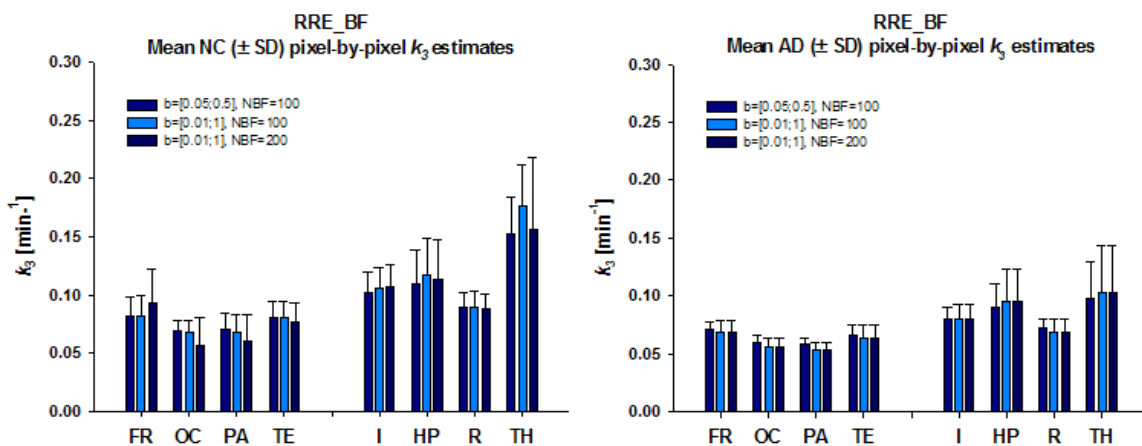 RRE_BF
Mean NC (± SD) pixel-by-pixel k3 estimates
0.30
0.25
0.20
0.15
0.10
0.05
0.00
k3 [min-1]
b=[0.05;0.5], NBF=100
b=[0.01;1], NBF=100
b=[0.01;1], NBF=200
FR OC PA TE I HP R TH
RRE_BF
Mean AD (± SD) pixel-by-pixel k3 estimates
0.30
0.25
0.20
0.15
0.10
0.05
0.00
k3 [min-1]
b=[0.05;0.5], NBF=100
b=[0.01;1], NBF=100
b=[0.01;1], NBF=200
FR OC PA TE I HP R TH